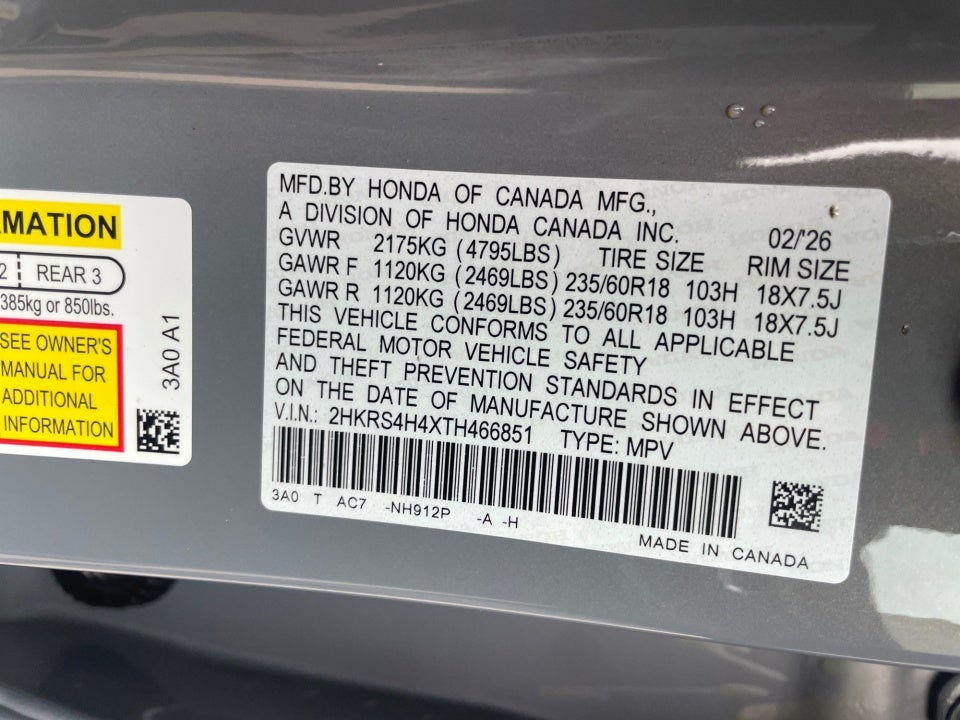 RMATION
2 REAR 3
385kg or 850lbs.
SEE OWNER'S
MANUAL FOR
ADDITIONAL
INFORMATION
3A0 A1
MFD.BY HONDA OF CANADA MFG.,
A DIVISION OF HONDA CANADA INC. 02/'26
GVWR 2175KG (4795LBS) TIRE SIZE RIM SIZE
GAWR F 1120KG (2469LBS) 235/60R18 103H 18X7.5J
GAWR R 1120KG (2469LBS) 235/60R18 103H 18X7.5J
THIS VEHICLE CONFORMS TO ALL APPLICABLE
FEDERAL MOTOR VEHICLE SAFETY
AND THEFT PREVENTION STANDARDS IN EFFECT
ON THE DATE OF MANUFACTURE SHOWN ABOVE.
V.I.N.: 2HKRS4H4XTH466851 TYPE: MPV
3A0 T AC7 -NH912P -A -H
MADE IN CANADA